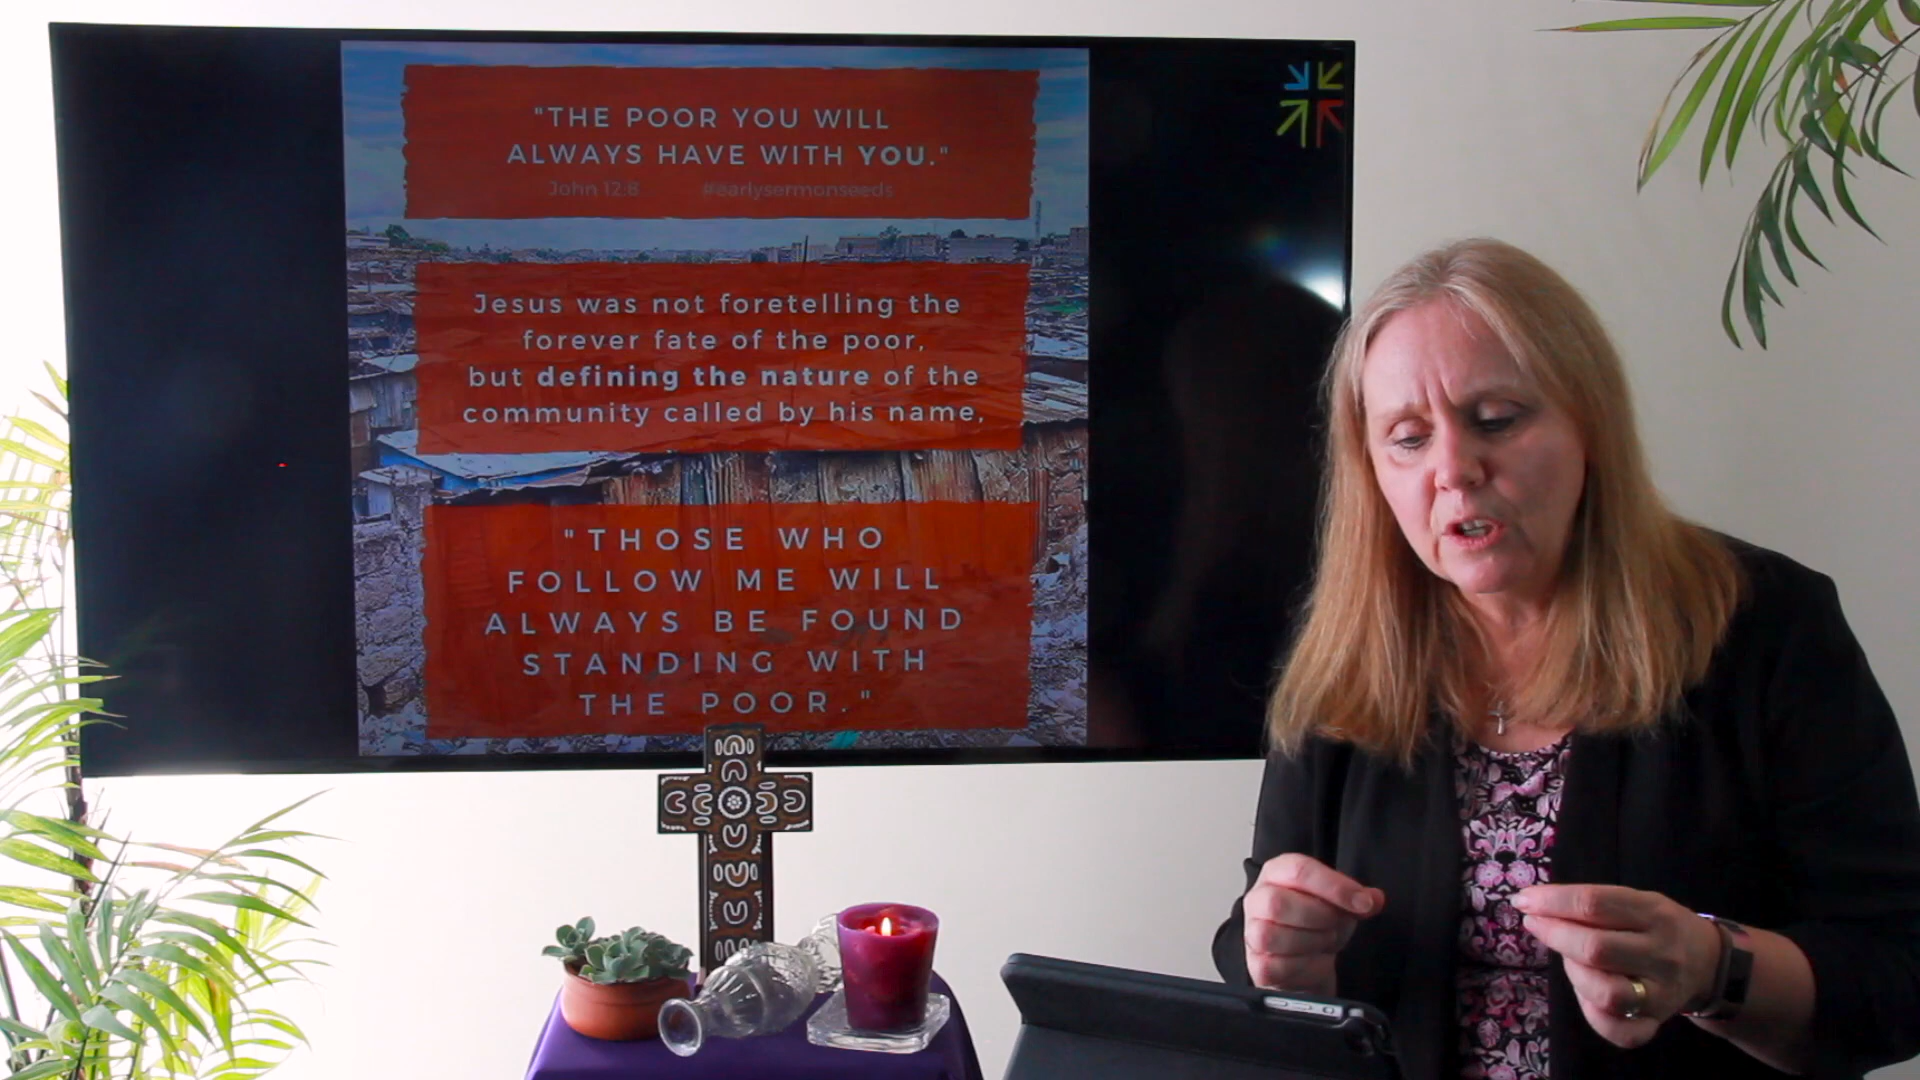 "THE POOR YOU WILL
ALWAYS HAVE WITH YOU."
John 12:8 #earlysermonseeds
Jesus was not foretelling the
forever fate of the poor,
but defining the nature of the
community called by his name,
"THOSE WHO
FOLLOW ME WILL
ALWAYS BE FOUND
STANDING WITH
THE POOR."